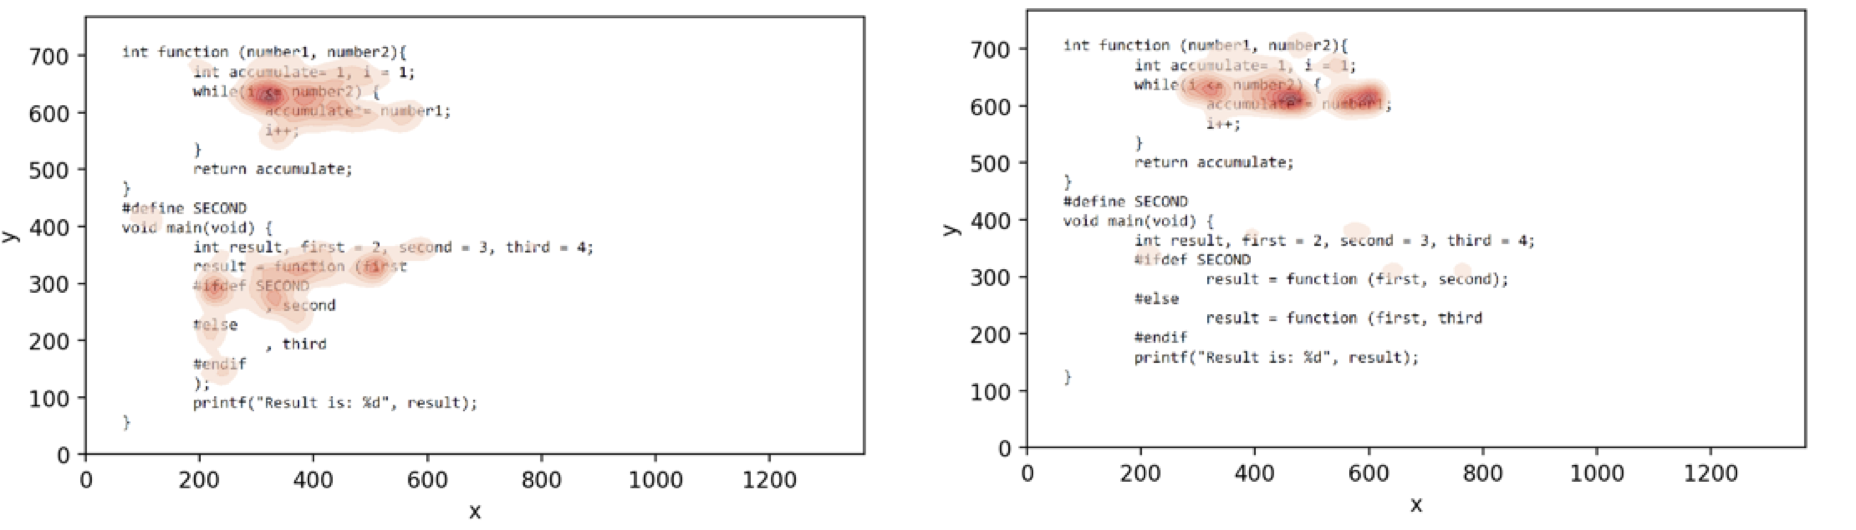 700
600
500
400
300
200
100
0
y
int function (number1, number2){
int accumulate= 1, i = 1;
while(i <= number2) {
accumulate*= number1;
i++;
}
return accumulate;
}
#define SECOND
void main(void) {
int result, first = 2, second = 3, third = 4;
result = function (first
#ifdef SECOND
, second
#else
, third
#endif
);
printf("Result is: %d", result);
}
0 200 400 600 800 1000 1200
x
700
600
500
400
300
200
100
0
y
int function (number1, number2){
int accumulate= 1, i = 1;
while(i <= number2) {
accumulate*= number1;
i++;
}
return accumulate;
}
#define SECOND
void main(void) {
int result, first = 2, second = 3, third = 4;
#ifdef SECOND
result = function (first, second);
#else
result = function (first, third
#endif
printf("Result is: %d", result);
}
0 200 400 600 800 1000 1200
x